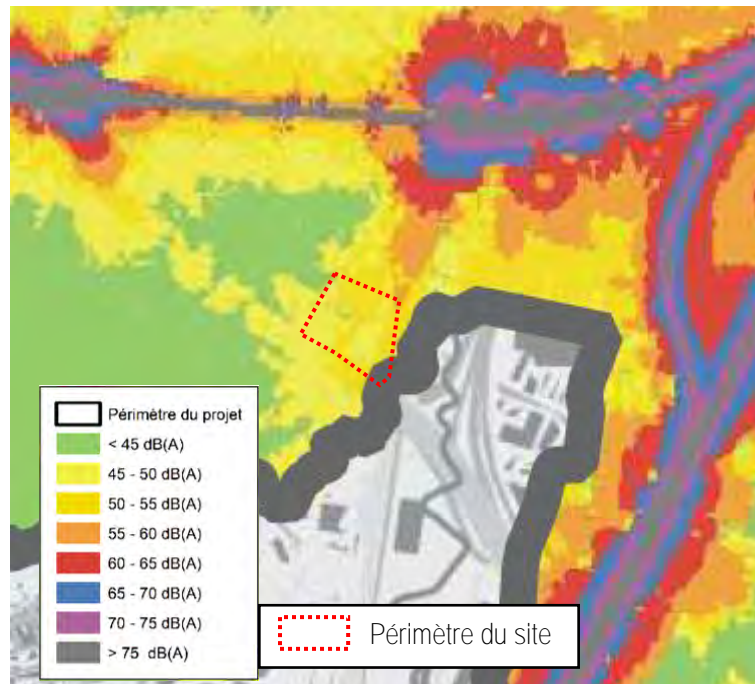 Périmètre du projet
< 45 dB(A)
45 - 50 dB(A)
50 - 55 dB(A)
55 - 60 dB(A)
60 - 65 dB(A)
65 - 70 dB(A)
70 - 75 dB(A)
> 75 dB(A)
Périmètre du site